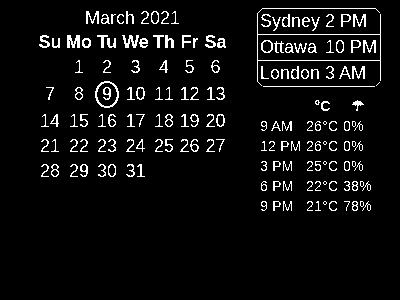 March 2021
Su Mo Tu We Th Fr Sa
1 2 3 4 5 6
7 8 9 10 11 12 13
14 15 16 17 18 19 20
21 22 23 24 25 26 27
28 29 30 31
Sydney 2 PM
Ottawa 10 PM
London 3 AM
°C ☂
9 AM 26°C 0%
12 PM 26°C 0%
3 PM 25°C 0%
6 PM 22°C 38%
9 PM 21°C 78%